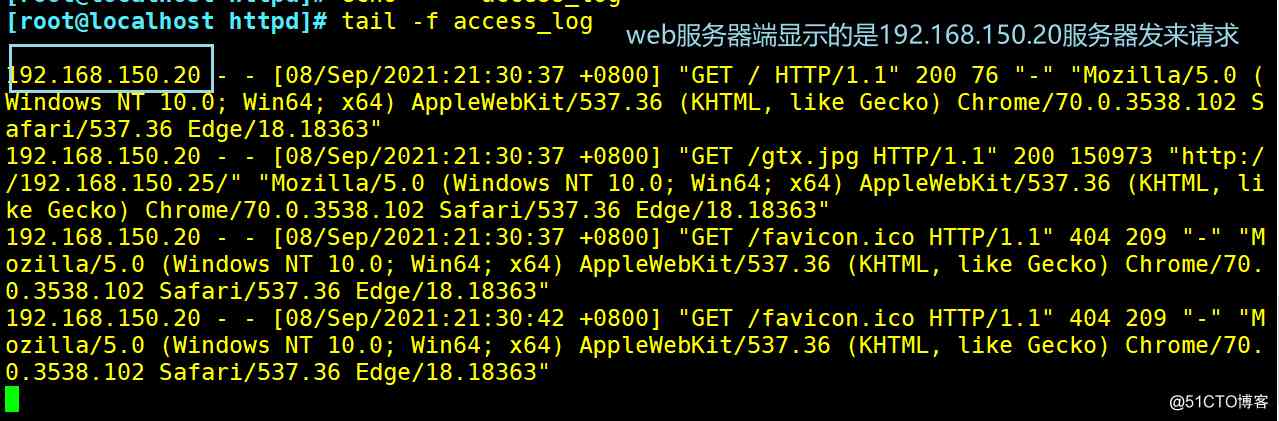 [root@localhost httpd]# echo "" > access_log
[root@localhost httpd]# tail -f access_log
web服务器端显示的是192.168.150.20服务器发来请求
192.168.150.20 - - [08/Sep/2021:21:30:37 +0800] "GET / HTTP/1.1" 200 76 "-" "Mozilla/5.0 (
Windows NT 10.0; Win64; x64) AppleWebKit/537.36 (KHTML, like Gecko) Chrome/70.0.3538.102 S
afari/537.36 Edge/18.18363"
192.168.150.20 - - [08/Sep/2021:21:30:37 +0800] "GET /gtx.jpg HTTP/1.1" 200 150973 "http:/
/192.168.150.25/" "Mozilla/5.0 (Windows NT 10.0; Win64; x64) AppleWebKit/537.36 (KHTML, li
ke Gecko) Chrome/70.0.3538.102 Safari/537.36 Edge/18.18363"
192.168.150.20 - - [08/Sep/2021:21:30:37 +0800] "GET /favicon.ico HTTP/1.1" 404 209 "-" "M
ozilla/5.0 (Windows NT 10.0; Win64; x64) AppleWebKit/537.36 (KHTML, like Gecko) Chrome/70.
0.3538.102 Safari/537.36 Edge/18.18363"
192.168.150.20 - - [08/Sep/2021:21:30:42 +0800] "GET /favicon.ico HTTP/1.1" 404 209 "-" "M
ozilla/5.0 (Windows NT 10.0; Win64; x64) AppleWebKit/537.36 (KHTML, like Gecko) Chrome/70.
0.3538.102 Safari/537.36 Edge/18.18363"
@51CTO博客